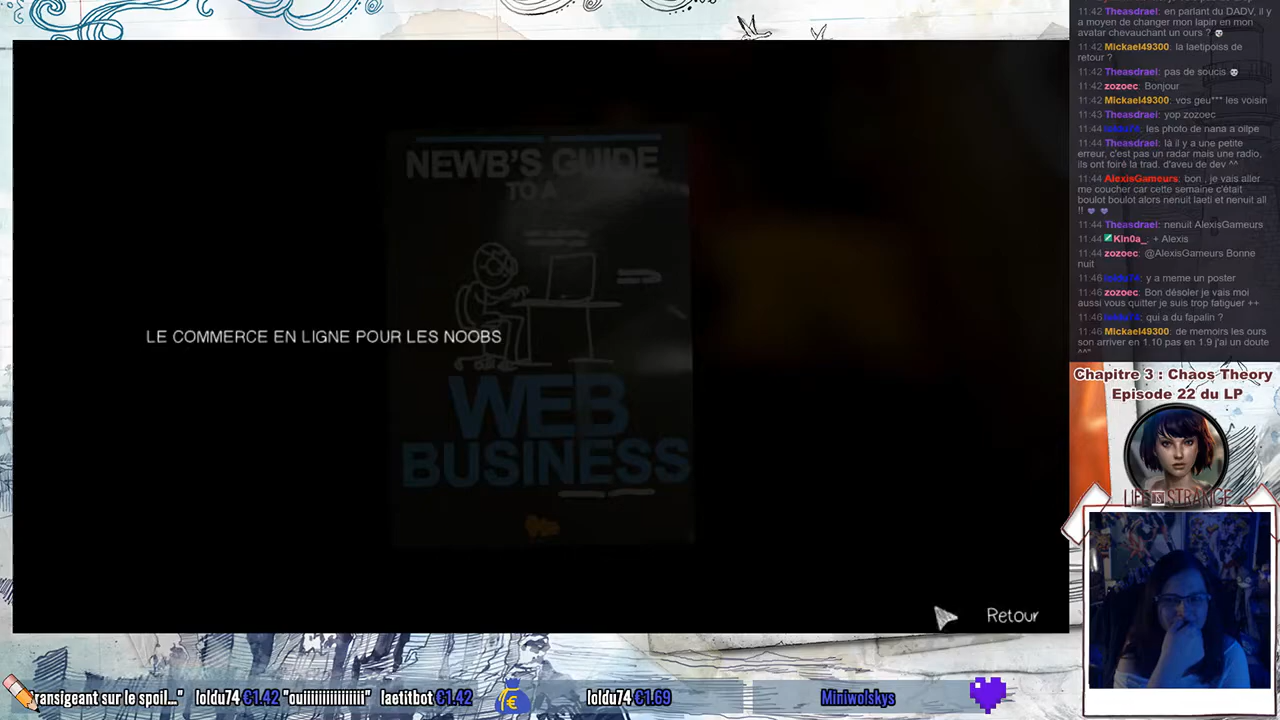 11:42 Theasdrael: en parlant du DADV, il y
a moyen de changer mon lapin en mon
avatar chevauchant un ours ?
11:42 Mickael49300: la laetipoiss de
retour ?
11:42 Theasdrael: pas de soucis
11:42 zozoec: Bonjour
11:42 Mickael49300: vos geu*** les voisin
11:43 Theasdrael: yop zozoec
11:44 loldu74: les photo de nana a oilpe
11:44 Theasdrael: là il y a une petite
erreur, c'est pas un radar mais une radio,
ils ont foiré la trad. d'aveu de dev ^^
11:44 AlexisGameurs: bon , je vais aller
me coucher car cette semaine c'était
boulot boulot alors nenuit laeti et nenuit all
!!
11:44 Theasdrael: nenuit AlexisGameurs
11:44 Kin0a_: + Alexis
11:44 zozoec: @AlexisGameurs Bonne
nuit
11:46 loldu74: y a meme un poster
11:46 zozoec: Bon désoler je vais moi
aussi vous quitter je suis trop fatiguer ++
11:46 loldu74: qui a du fapalin ?
11:46 Mickael49300: de memoirs les ours
son arriver en 1.10 pas en 1.9 j'ai un doute
^^"
NEWB'S GUIDE
TO A
WEB
BUSINESS
LE COMMERCE EN LIGNE POUR LES NOOBS
Retour
Chapitre 3 : Chaos Theory
Episode 22 du LP
LIFE IS STRANGE
ransigeant sur le spoil..." loldu74 €1.42 "ouiiiiiiiiiiiiiii" laetitbot €1.42 loldu74 €1.69 Miniwolskys